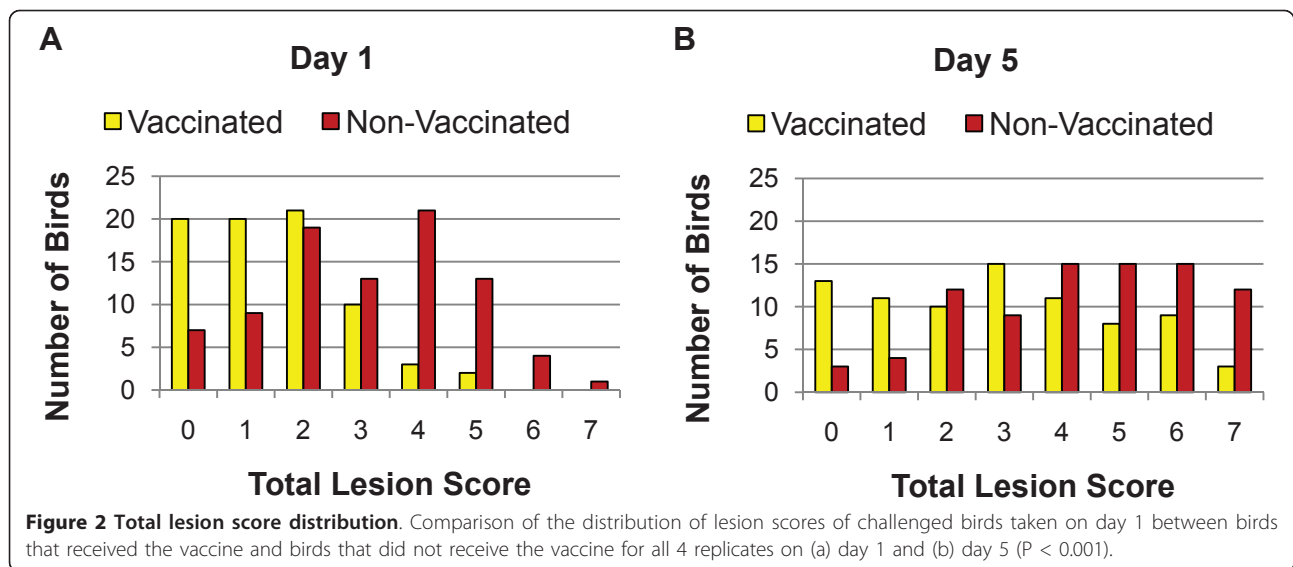 A
Day 1
Vaccinated Non-Vaccinated
Number of Birds
25
20
15
10
5
0
0 1 2 3 4 5 6 7
Total Lesion Score
B
Day 5
Vaccinated Non-Vaccinated
Number of Birds
25
20
15
10
5
0
0 1 2 3 4 5 6 7
Total Lesion Score
Figure 2 Total lesion score distribution. Comparison of the distribution of lesion scores of challenged birds taken on day 1 between birds
that received the vaccine and birds that did not receive the vaccine for all 4 replicates on (a) day 1 and (b) day 5 (P < 0.001).